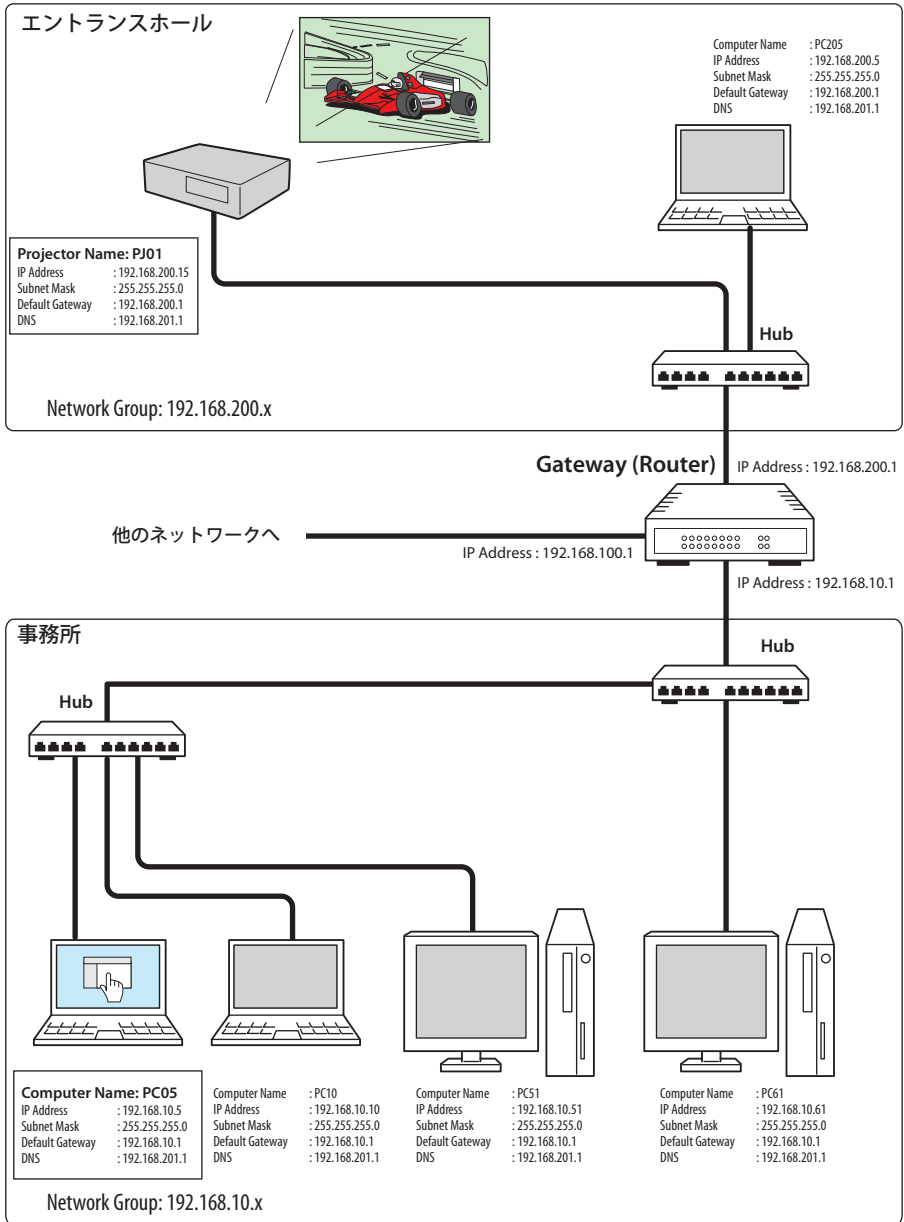 エントランスホール
Computer Name : PC205
IP Address : 192.168.200.5
Subnet Mask : 255.255.255.0
Default Gateway : 192.168.200.1
DNS : 192.168.201.1
Projector Name: PJ01
IP Address : 192.168.200.15
Subnet Mask : 255.255.255.0
Default Gateway : 192.168.200.1
DNS : 192.168.201.1
Hub
Network Group: 192.168.200.x
Gateway (Router)
IP Address : 192.168.200.1
他のネットワークへ
IP Address : 192.168.100.1
IP Address : 192.168.10.1
事務所
Hub
Hub
Computer Name: PC05
IP Address : 192.168.10.5
Subnet Mask : 255.255.255.0
Default Gateway : 192.168.10.1
DNS : 192.168.201.1
Computer Name : PC10
IP Address : 192.168.10.10
Subnet Mask : 255.255.255.0
Default Gateway : 192.168.10.1
DNS : 192.168.201.1
Computer Name : PC51
IP Address : 192.168.10.51
Subnet Mask : 255.255.255.0
Default Gateway : 192.168.10.1
DNS : 192.168.201.1
Computer Name : PC61
IP Address : 192.168.10.61
Subnet Mask : 255.255.255.0
Default Gateway : 192.168.10.1
DNS : 192.168.201.1
Network Group: 192.168.10.x